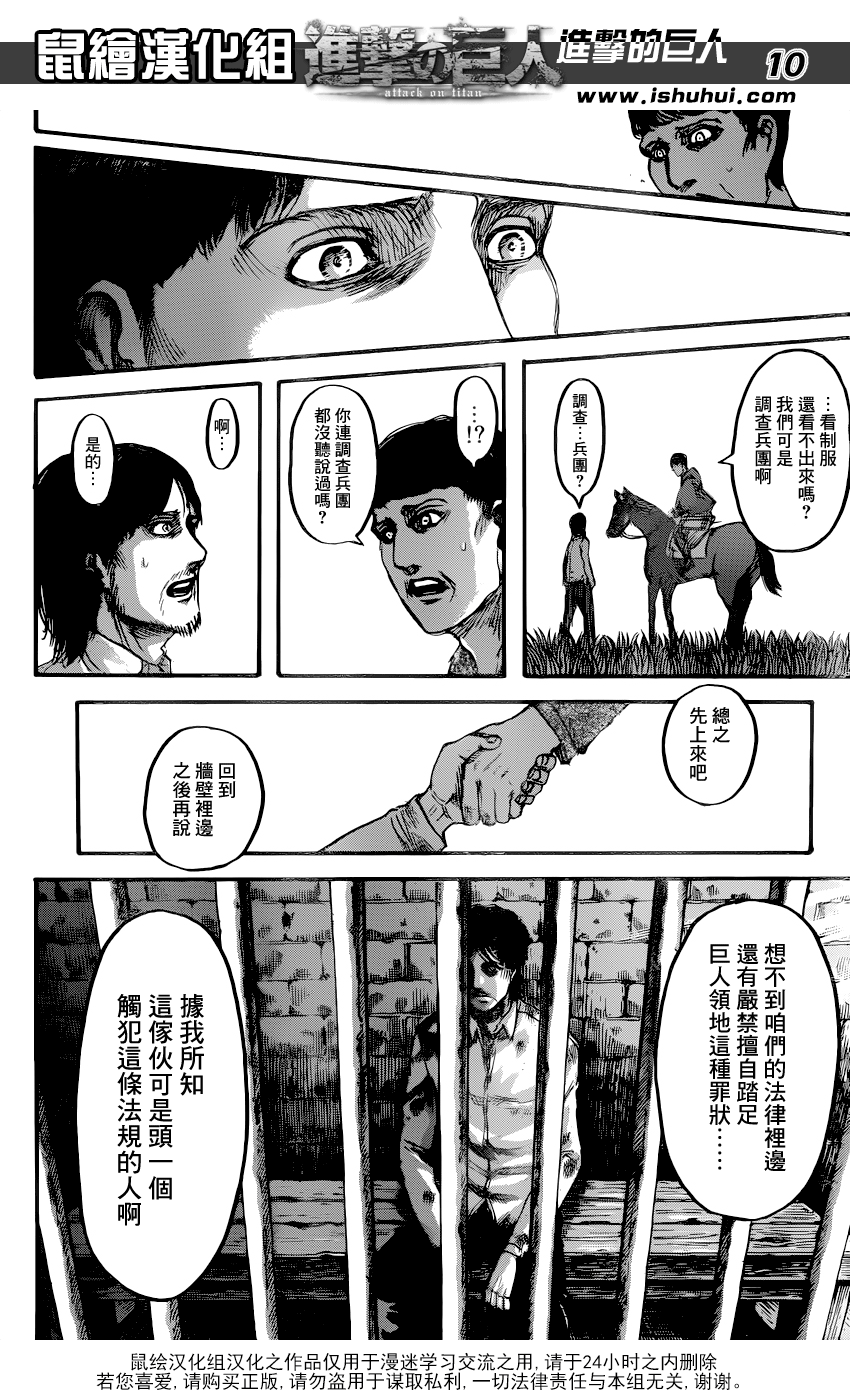 鼠繪漢化組
進撃の巨人
attack on titan
進擊的巨人
www.ishuhui.com
10
…看制服
還看不出來嗎？
我們可是
調查兵團啊
調查…兵團？
…
!?
你連調查兵團
都沒聽說過嗎？
啊…
是的…
總之
先上來吧
回到
牆壁裡邊
之後再說
想不到咱們的法律裡邊
還有嚴禁擅自踏足
巨人領地這種罪狀……
據我所知
這傢伙可是頭一個
觸犯這條法規的人啊
鼠绘汉化组汉化之作品仅用于漫迷学习交流之用，请于24小时之内删除
若您喜爱，请购买正版，请勿盗用于谋取私利，一切法律责任与本组无关，谢谢。